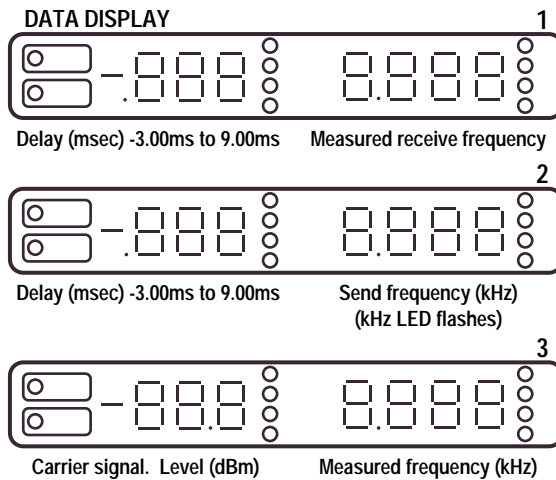 DATA DISPLAY
1
Delay (msec) -3.00ms to 9.00ms Measured receive frequency
2
Delay (msec) -3.00ms to 9.00ms Send frequency (kHz)
(kHz LED flashes)
3
Carrier signal. Level (dBm) Measured frequency (kHz)